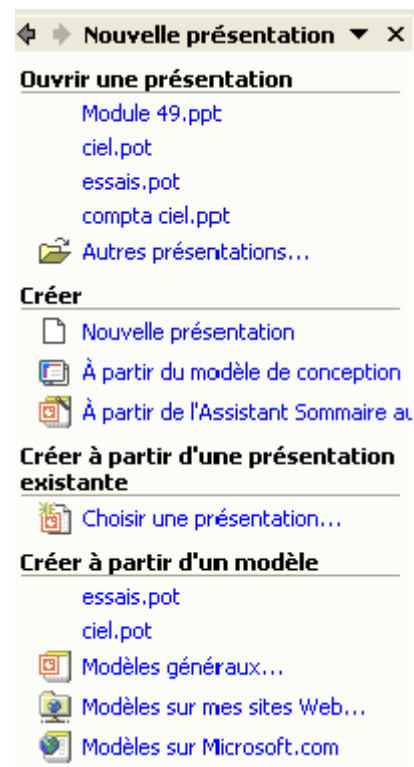 Nouvelle présentation
Ouvrir une présentation
Module 49.ppt
ciel.pot
essais.pot
compta ciel.ppt
Autres présentations...
Créer
Nouvelle présentation
À partir du modèle de conception
À partir de l'Assistant Sommaire au
Créer à partir d'une présentation
existante
Choisir une présentation...
Créer à partir d'un modèle
essais.pot
ciel.pot
Modèles généraux...
Modèles sur mes sites Web...
Modèles sur Microsoft.com